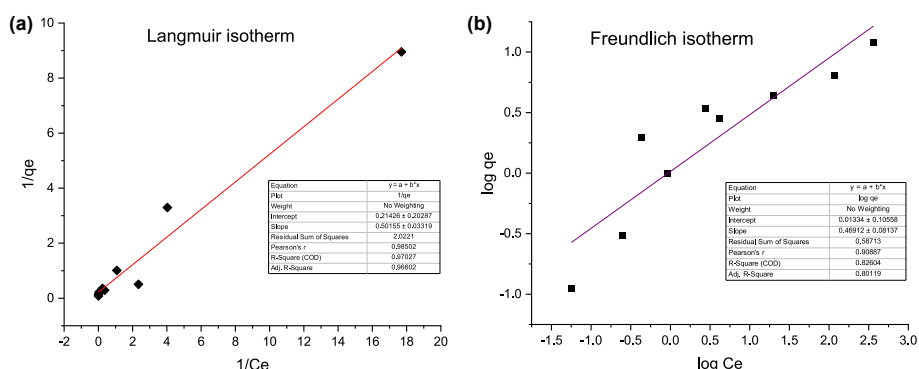 (a)
Langmuir isotherm
1/qe
10
8
6
4
2
0
-2 0 2 4 6 8 10 12 14 16 18 20
1/Ce
Equation y = a + b*x
Plot 1/qe
Weight No Weighting
Intercept 0.21426 ± 0.20287
Slope 0.50155 ± 0.03319
Residual Sum of Squares 2.0221
Pearson's r 0.98502
R-Square (COD) 0.97027
Adj. R-Square 0.96602
(b)
Freundlich isotherm
log qe
1.0
0.5
0.0
-0.5
-1.0
-1.5 -1.0 -0.5 0.0 0.5 1.0 1.5 2.0 2.5 3.0
log Ce
Equation y = a + b*x
Plot log qe
Weight No Weighting
Intercept 0.01334 ± 0.10558
Slope 0.46912 ± 0.08137
Residual Sum of Squares 0.58713
Pearson's r 0.90887
R-Square (COD) 0.82604
Adj. R-Square 0.80119